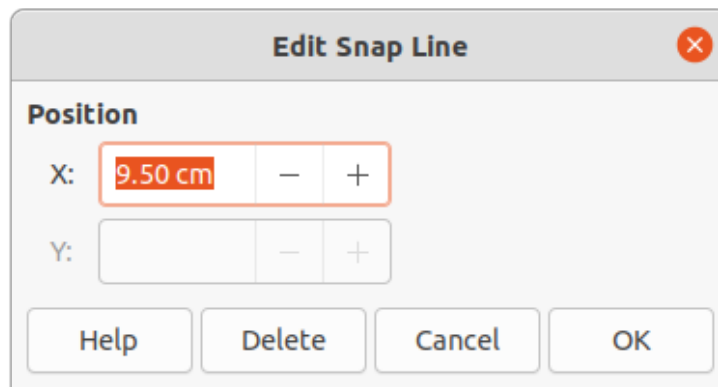 Edit Snap Line
Position
X: 9.50 cm − +
Y: − +
Help Delete Cancel OK